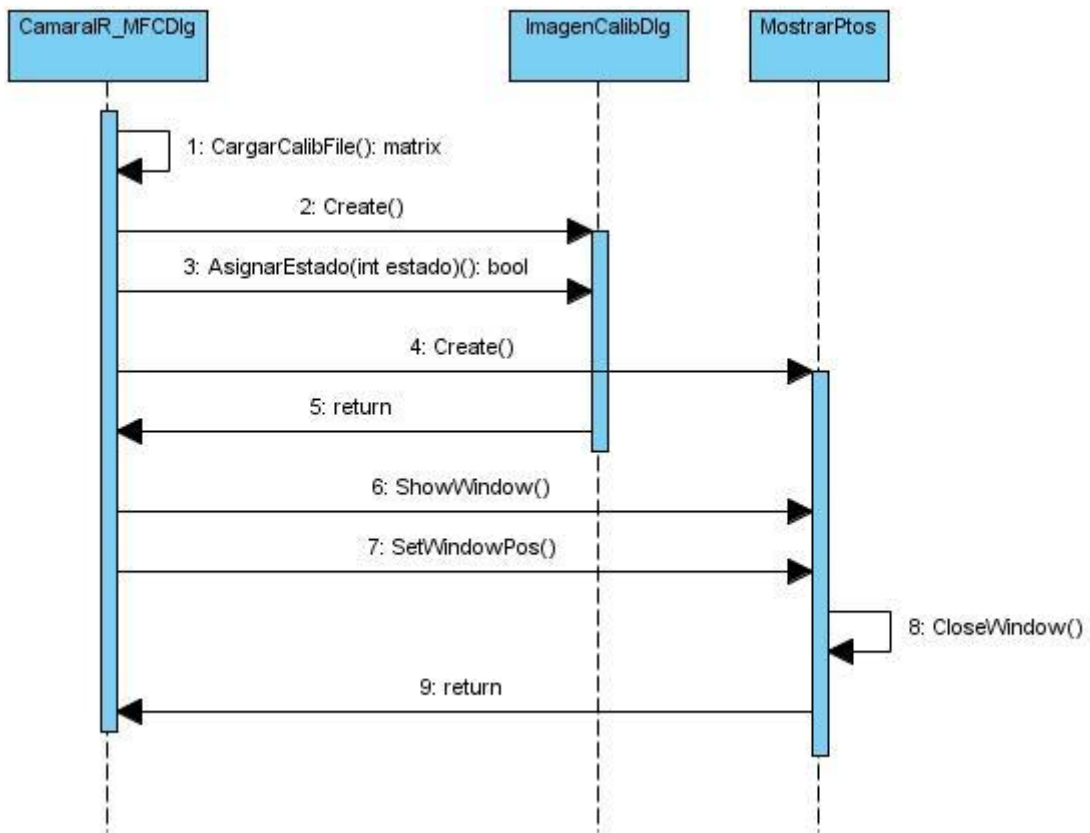 CamaraIR_MFCDlg
ImagenCalibDlg
MostrarPtos
1: CargarCalibFile(): matrix
2: Create()
3: AsignarEstado(int estado)(): bool
4: Create()
5: return
6: ShowWindow()
7: SetWindowPos()
8: CloseWindow()
9: return